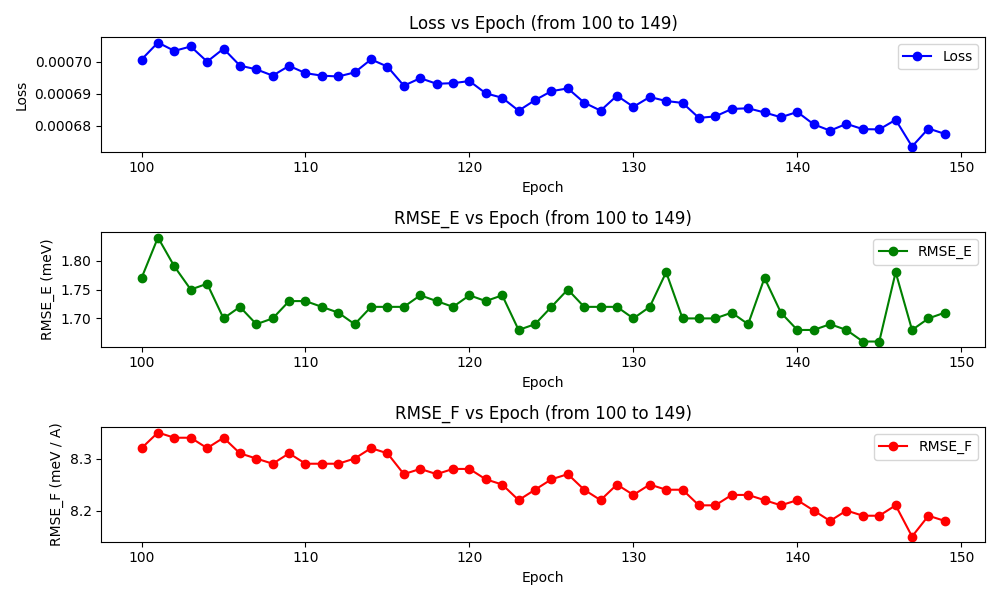 Loss vs Epoch (from 100 to 149)
Loss
0.00070
0.00069
0.00068
Loss
100 110 120 130 140 150
Epoch
RMSE_E vs Epoch (from 100 to 149)
RMSE_E
1.80
1.75
1.70
RMSE_E (meV)
100 110 120 130 140 150
Epoch
RMSE_F vs Epoch (from 100 to 149)
RMSE_F
8.3
8.2
RMSE_F (meV / A)
100 110 120 130 140 150
Epoch